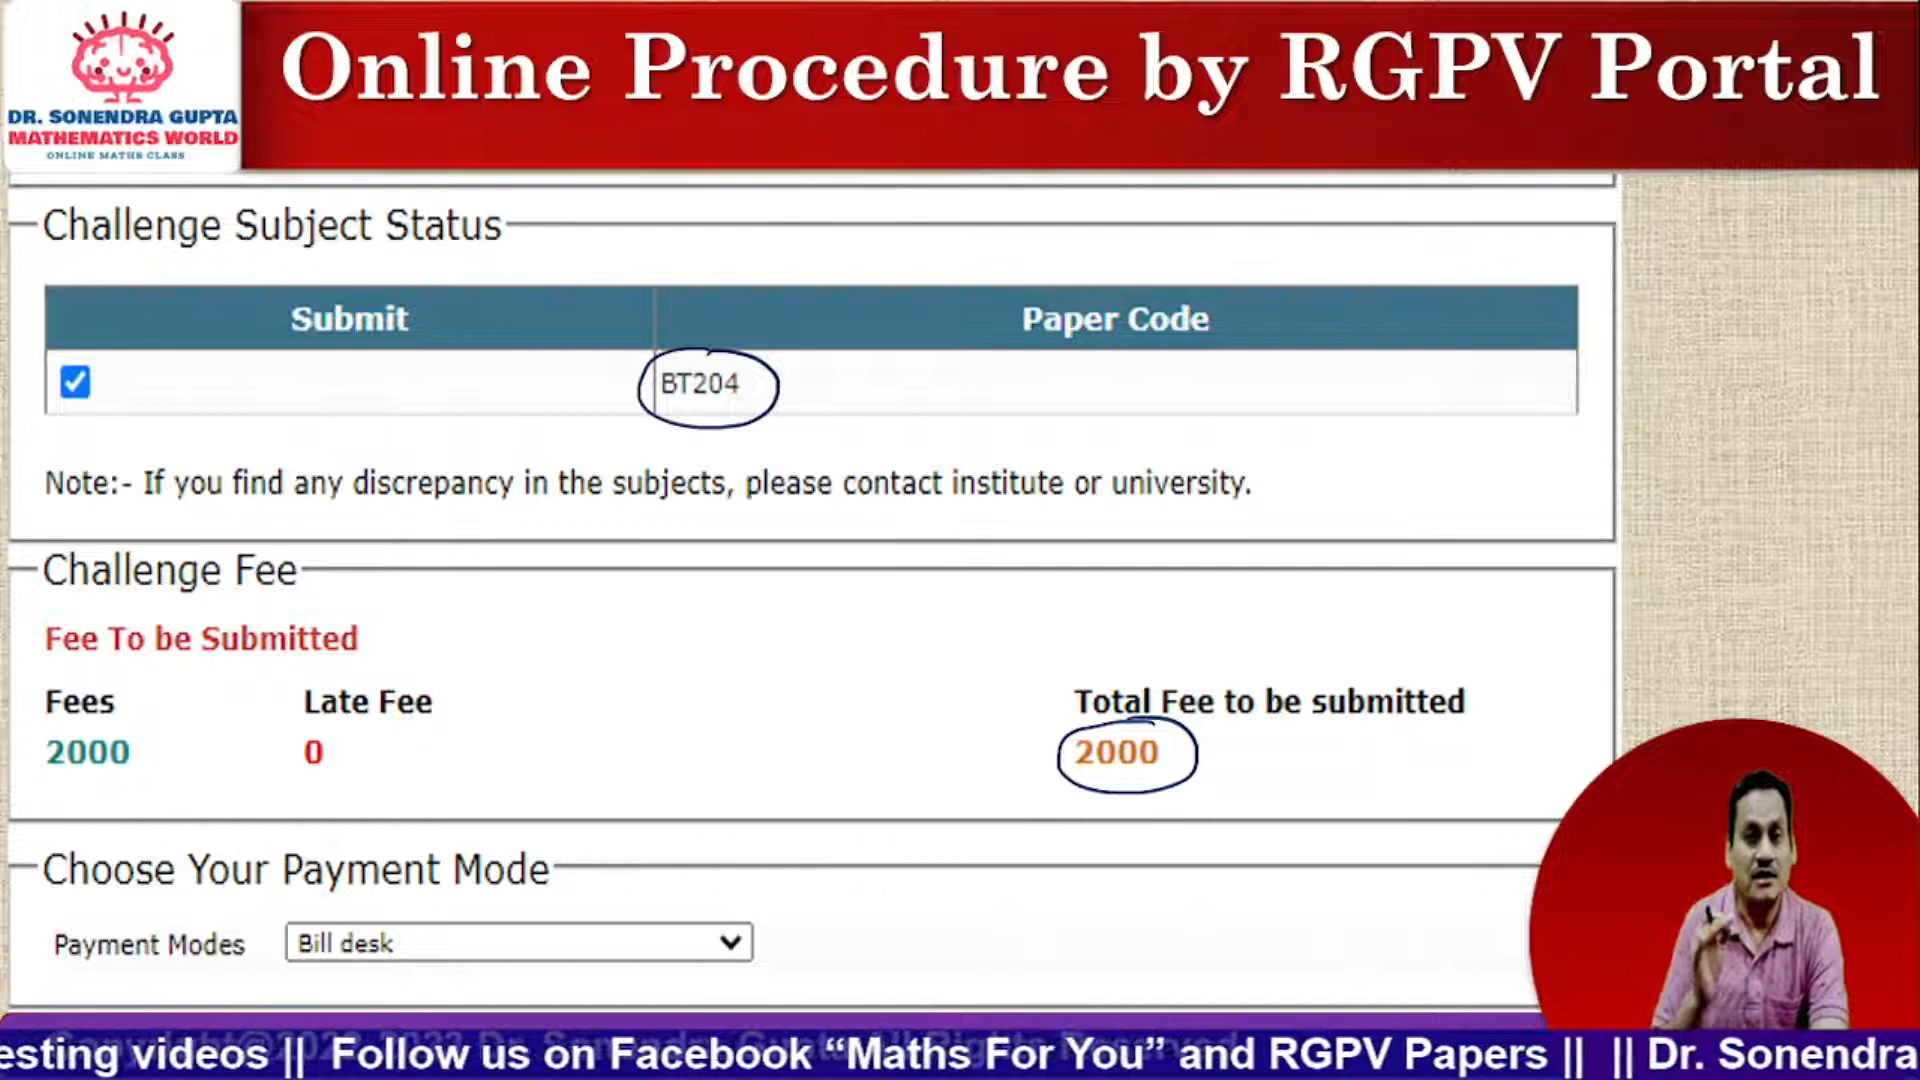 Online Procedure by RGPV Portal
DR. SONENDRA GUPTA
MATHEMATICS WORLD
ONLINE MATHS CLASS
Challenge Subject Status
Submit Paper Code
BT204
Note:- If you find any discrepancy in the subjects, please contact institute or university.
Challenge Fee
Fee To be Submitted
Fees Late Fee Total Fee to be submitted
2000 0 2000
Choose Your Payment Mode
Payment Modes Bill desk
esting videos || Follow us on Facebook “Maths For You” and RGPV Papers || || Dr. Sonendra